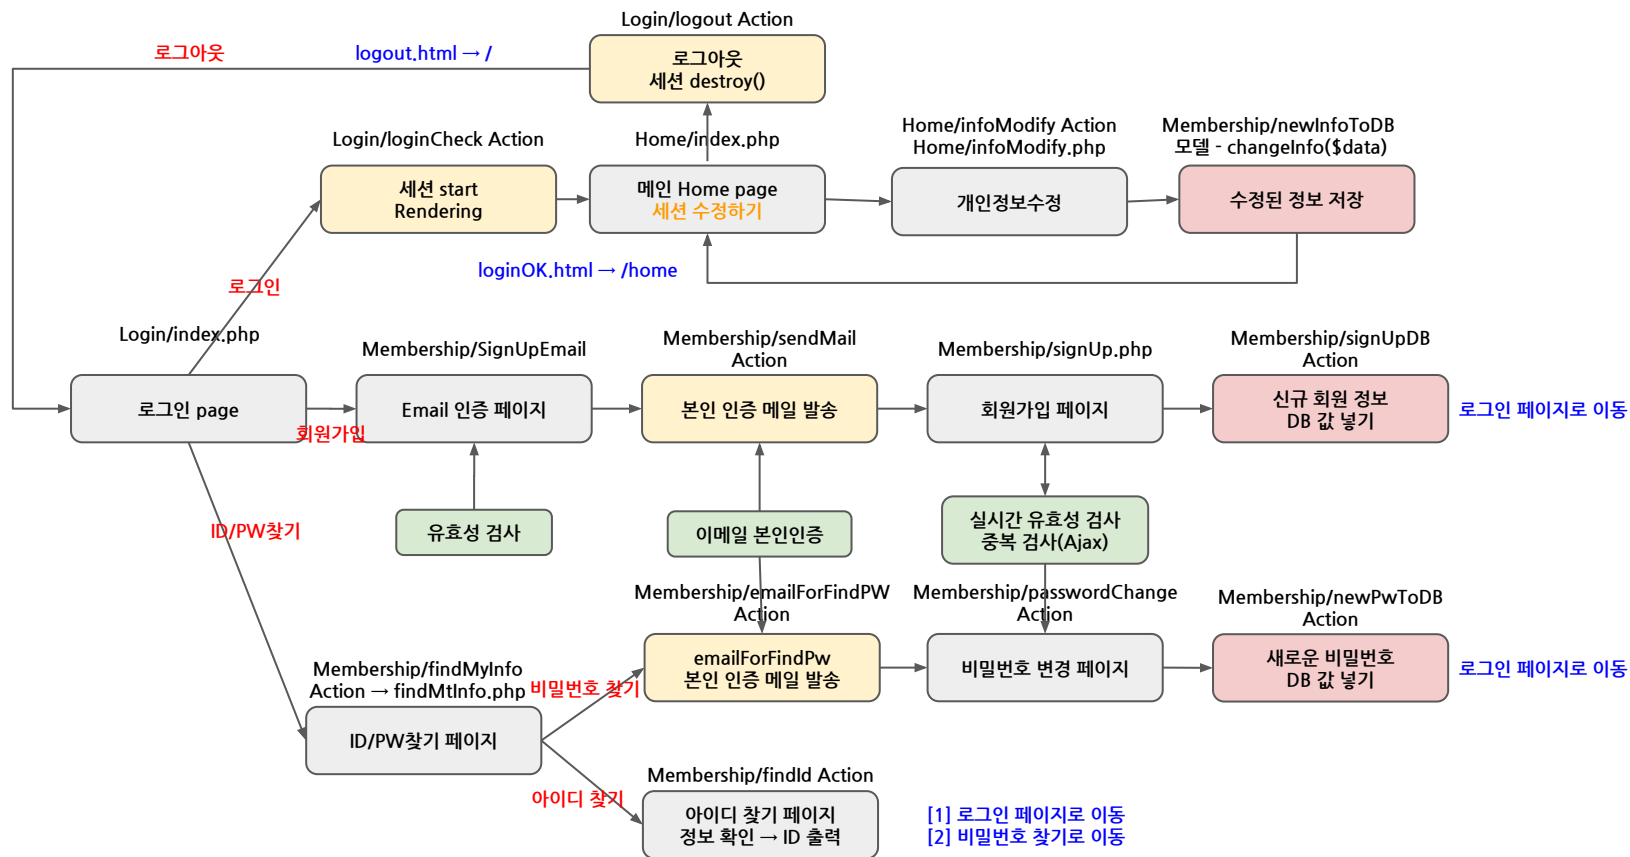 Login/logout Action
로그아웃
logout.html → /
로그아웃
세션 destroy()
Login/loginCheck Action
Home/index.php
Home/infoModify Action
Home/infoModify.php
Membership/newInfoToDB
모델 - changeInfo($data)
세션 start
Rendering
메인 Home page
세션 수정하기
개인정보수정
수정된 정보 저장
loginOK.html → /home
로그인
Login/index.php
Membership/SignUpEmail
Membership/sendMail
Action
Membership/signUp.php
Membership/signUpDB
Action
로그인 page
회원가입
Email 인증 페이지
본인 인증 메일 발송
회원가입 페이지
신규 회원 정보
DB 값 넣기
로그인 페이지로 이동
ID/PW찾기
유효성 검사
이메일 본인인증
실시간 유효성 검사
중복 검사(Ajax)
Membership/emailForFindPW
Action
Membership/passwordChange
Action
Membership/newPwToDB
Action
Membership/findMyInfo
Action → findMtInfo.php
비밀번호 찾기
emailForFindPw
본인 인증 메일 발송
비밀번호 변경 페이지
새로운 비밀번호
DB 값 넣기
로그인 페이지로 이동
ID/PW찾기 페이지
아이디 찾기
Membership/findId Action
아이디 찾기 페이지
정보 확인 → ID 출력
[1] 로그인 페이지로 이동
[2] 비밀번호 찾기로 이동